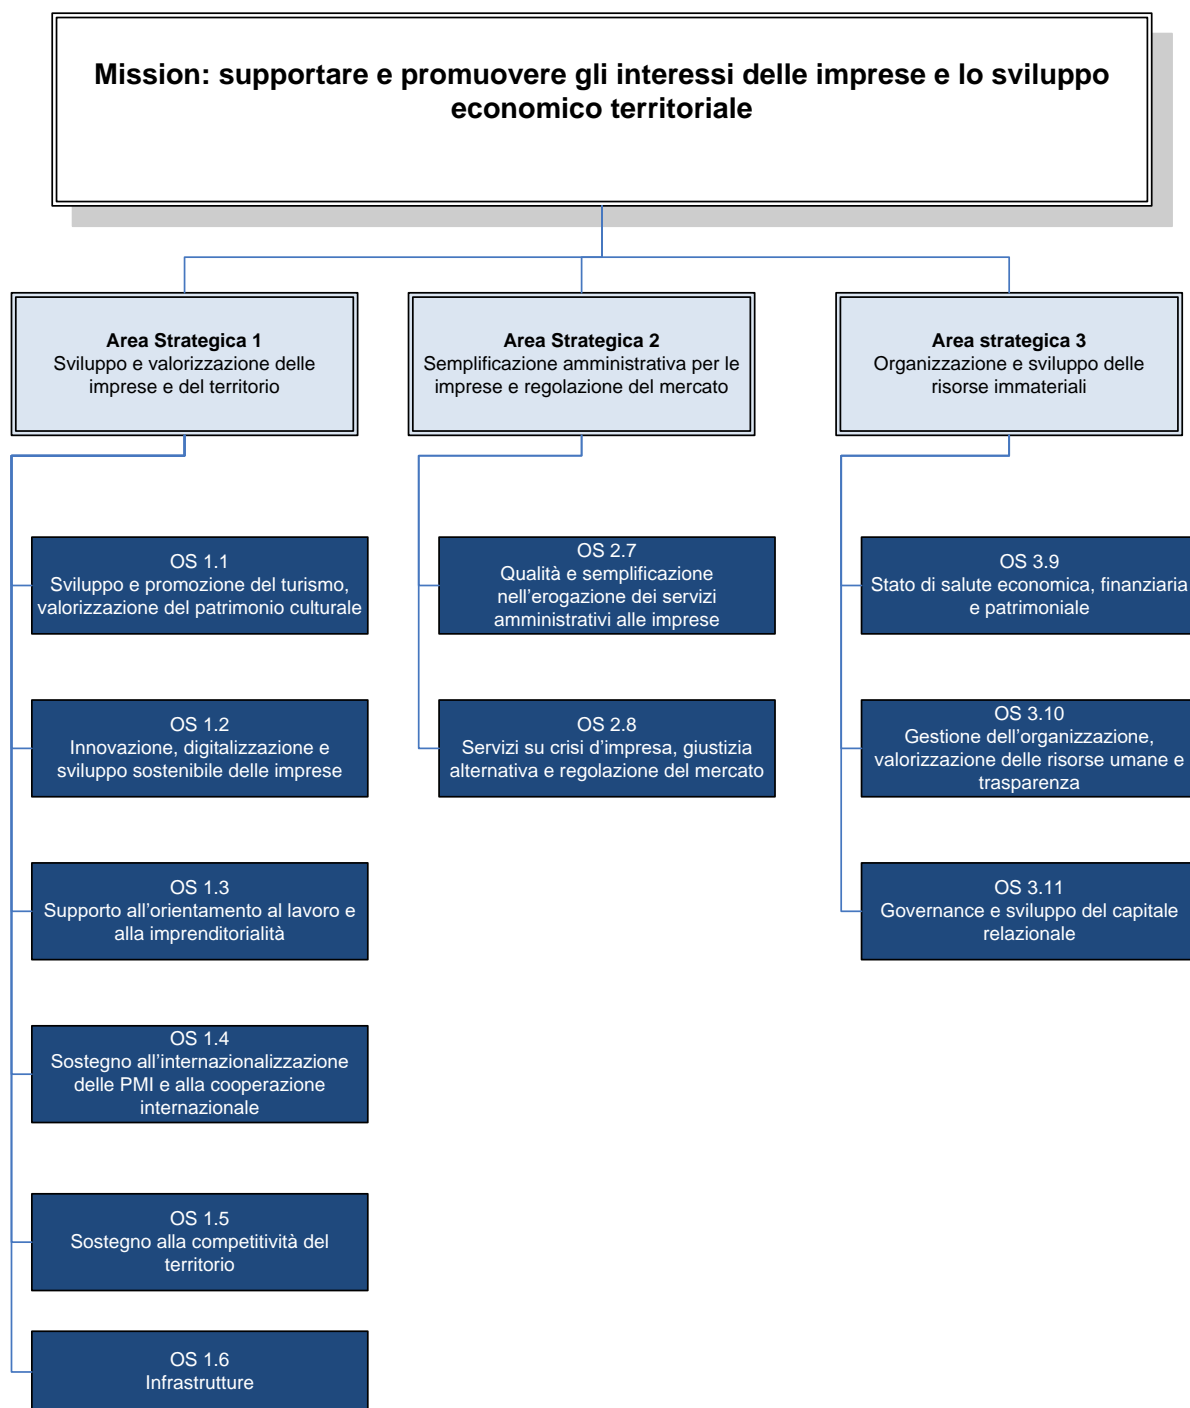 Mission: supportare e promuovere gli interessi delle imprese e lo sviluppo
economico territoriale
Area Strategica 1
Sviluppo e valorizzazione delle
imprese e del territorio
Area Strategica 2
Semplificazione amministrativa per le
imprese e regolazione del mercato
Area strategica 3
Organizzazione e sviluppo delle
risorse immateriali
OS 1.1
Sviluppo e promozione del turismo,
valorizzazione del patrimonio culturale
OS 1.2
Innovazione, digitalizzazione e
sviluppo sostenibile delle imprese
OS 1.3
Supporto all’orientamento al lavoro e
alla imprenditorialità
OS 1.4
Sostegno all’internazionalizzazione
delle PMI e alla cooperazione
internazionale
OS 1.5
Sostegno alla competitività del
territorio
OS 1.6
Infrastrutture
OS 2.7
Qualità e semplificazione
nell’erogazione dei servizi
amministrativi alle imprese
OS 2.8
Servizi su crisi d’impresa, giustizia
alternativa e regolazione del mercato
OS 3.9
Stato di salute economica, finanziaria
e patrimoniale
OS 3.10
Gestione dell’organizzazione,
valorizzazione delle risorse umane e
trasparenza
OS 3.11
Governance e sviluppo del capitale
relazionale